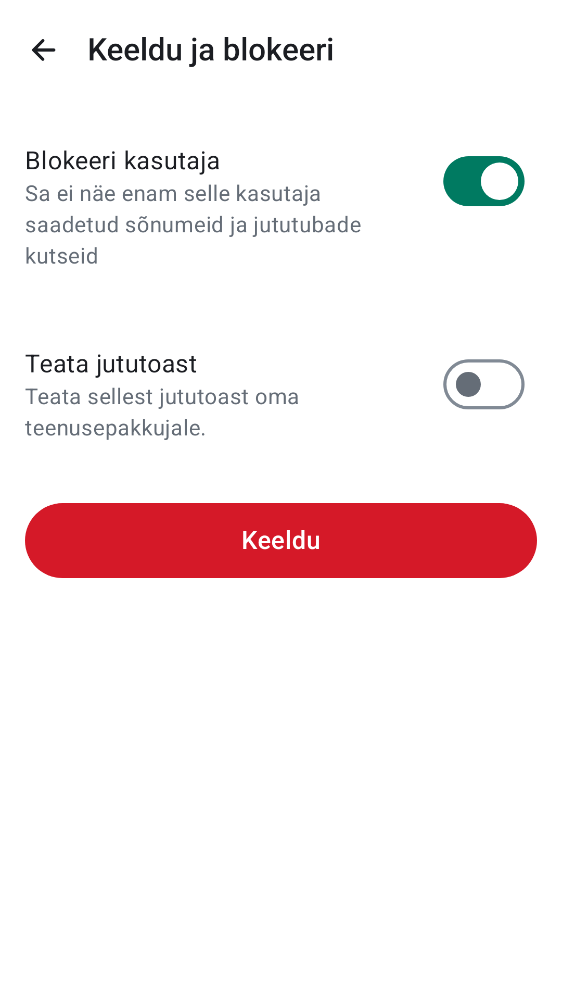 Keeldu ja blokeeri
Blokeeri kasutaja
Sa ei näe enam selle kasutaja
saadetud sõnumeid ja jututubade
kutseid
Teata jututoast
Teata sellest jututoast oma
teenusepakkujale.
Keeldu